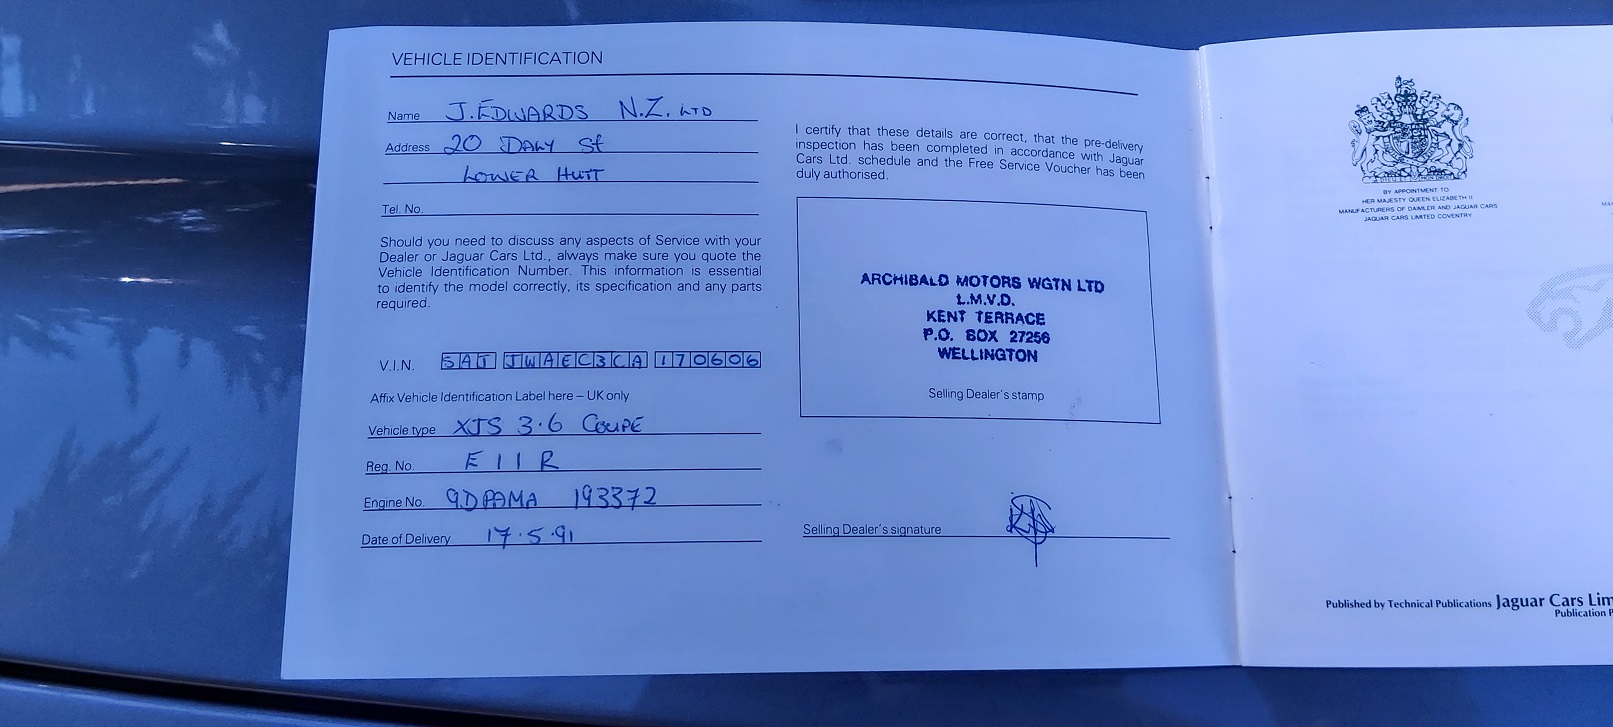 VEHICLE IDENTIFICATION
Name J. EDWARDS N.Z. LTD
Address 20 DALY St
LOWER HUTT
Tel. No.
Should you need to discuss any aspects of Service with your
Dealer or Jaguar Cars Ltd., always make sure you quote the
Vehicle Identification Number. This information is essential
to identify the model correctly, its specification and any parts
required.
V.I.N. SAJ JWAEC3CA 170606
Affix Vehicle Identification Label here – UK only
Vehicle type XJS 3.6 COUPE
Reg. No. E 1 1 R
Engine No. 9DPAMA 193372
Date of Delivery 17.5.91
I certify that these details are correct, that the pre-delivery
inspection has been completed in accordance with Jaguar
Cars Ltd. schedule and the Free Service Voucher has been
duly authorised.
ARCHIBALD MOTORS WGTN LTD
L.M.V.D.
KENT TERRACE
P.O. BOX 27256
WELLINGTON
Selling Dealer's stamp
Selling Dealer's signature
BY APPOINTMENT TO
HER MAJESTY QUEEN ELIZABETH II
MANUFACTURERS OF DAIMLER AND JAGUAR CARS
JAGUAR CARS LIMITED COVENTRY
Published by Technical Publications Jaguar Cars Lim
Publication P